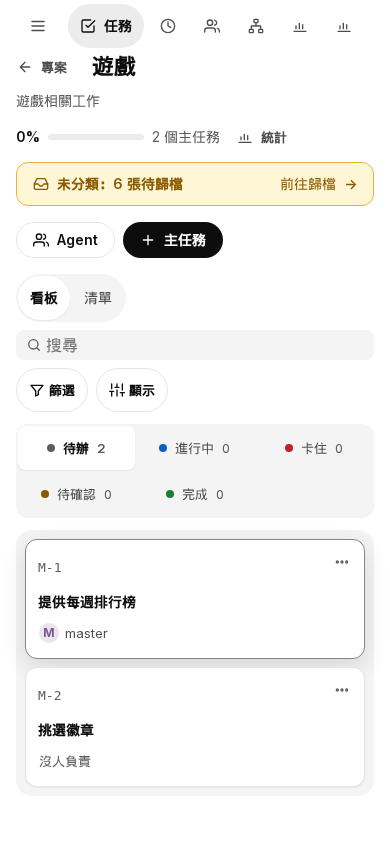 任務
專案 遊戲
遊戲相關工作
0% 2 個主任務 統計
未分類：6 張待歸檔 前往歸檔
Agent 主任務
看板 清單
搜尋
篩選 顯示
待辦 2 進行中 0 卡住 0
待確認 0 完成 0
M-1
提供每週排行榜
M master
M-2
挑選徽章
沒人負責